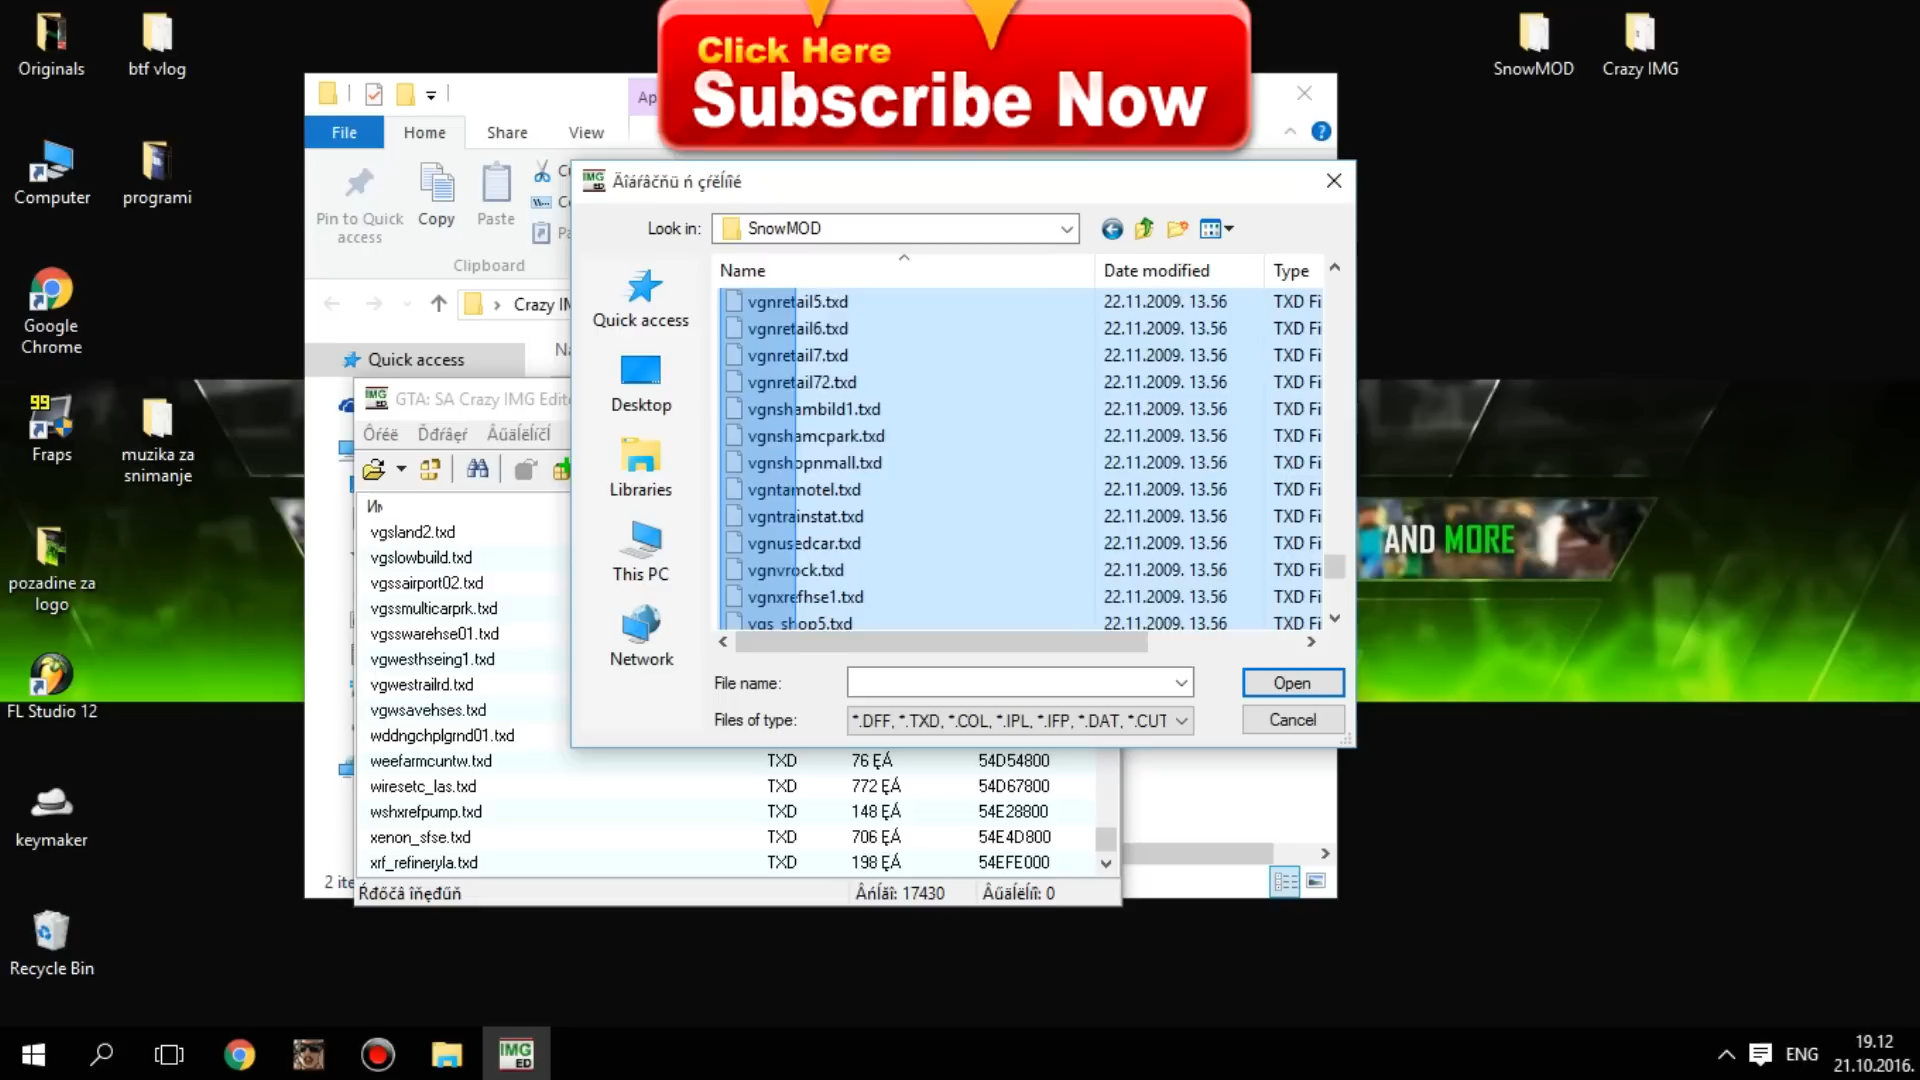 Originals
btf vlog
Computer
programi
Google
Chrome
99
Fraps
muzika za
snimanje
pozadine za
logo
FL Studio 12
keymaker
Recycle Bin
SnowMOD
Crazy IMG
Click Here
Subscribe Now
File
Home
Share
View
Pin to Quick
access
Copy
Paste
Clipboard
Quick access
GTA: SA Crazy IMG
Äîáŕâčňü ń çŕěĺíîé
Look in:
SnowMOD
Name
Date modified
Type
Quick access
Desktop
Libraries
This PC
Network
vgnretail5.txd 22.11.2009. 13.56 TXD Fi
vgnretail6.txd 22.11.2009. 13.56 TXD Fi
vgnretail7.txd 22.11.2009. 13.56 TXD Fi
vgnretail72.txd 22.11.2009. 13.56 TXD Fi
vgnshambild1.txd 22.11.2009. 13.56 TXD Fi
vgnshamcpark.txd 22.11.2009. 13.56 TXD Fi
vgnshopnmall.txd 22.11.2009. 13.56 TXD Fi
vgntamotel.txd 22.11.2009. 13.56 TXD Fi
vgntrainstat.txd 22.11.2009. 13.56 TXD Fi
vgnusedcar.txd 22.11.2009. 13.56 TXD Fi
vgnvrock.txd 22.11.2009. 13.56 TXD Fi
vgnxrefhse1.txd 22.11.2009. 13.56 TXD Fi
vgs_shop5.txd 22.11.2009. 13.56 TXD Fi
File name:
Open
Files of type:
*.DFF, *.TXD, *.COL, *.IPL, *.IFP, *.DAT, *.CUT
Cancel
vgsland2.txd
vgslowbuild.txd
vgssairport02.txd
vgssmulticarprk.txd
vgsswarehse01.txd
vgwesthseing1.txd
vgwestrailrd.txd
vgwsavehses.txd
wddngchplgrnd01.txd
weefarmcuntw.txd TXD 76 ĘÁ 54D54800
wiresetc_las.txd TXD 772 ĘÁ 54D67800
wshxrefpump.txd TXD 148 ĘÁ 54E28800
xenon_sfse.txd TXD 706 ĘÁ 54E4D800
xrf_refineryla.txd TXD 198 ĘÁ 54EFE000
17430
0
AND MORE
IMG
ED
ENG
19.12
21.10.2016.